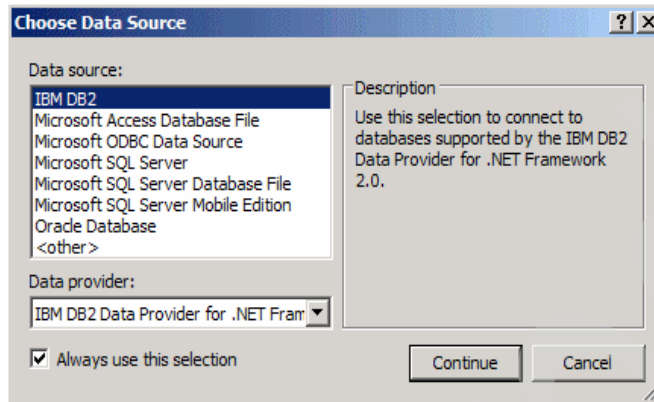 Choose Data Source
Data source:
IBM DB2
Microsoft Access Database File
Microsoft ODBC Data Source
Microsoft SQL Server
Microsoft SQL Server Database File
Microsoft SQL Server Mobile Edition
Oracle Database
<other>
Data provider:
IBM DB2 Data Provider for .NET Fram
Always use this selection
Description
Use this selection to connect to
databases supported by the IBM DB2
Data Provider for .NET Framework
2.0.
Continue
Cancel